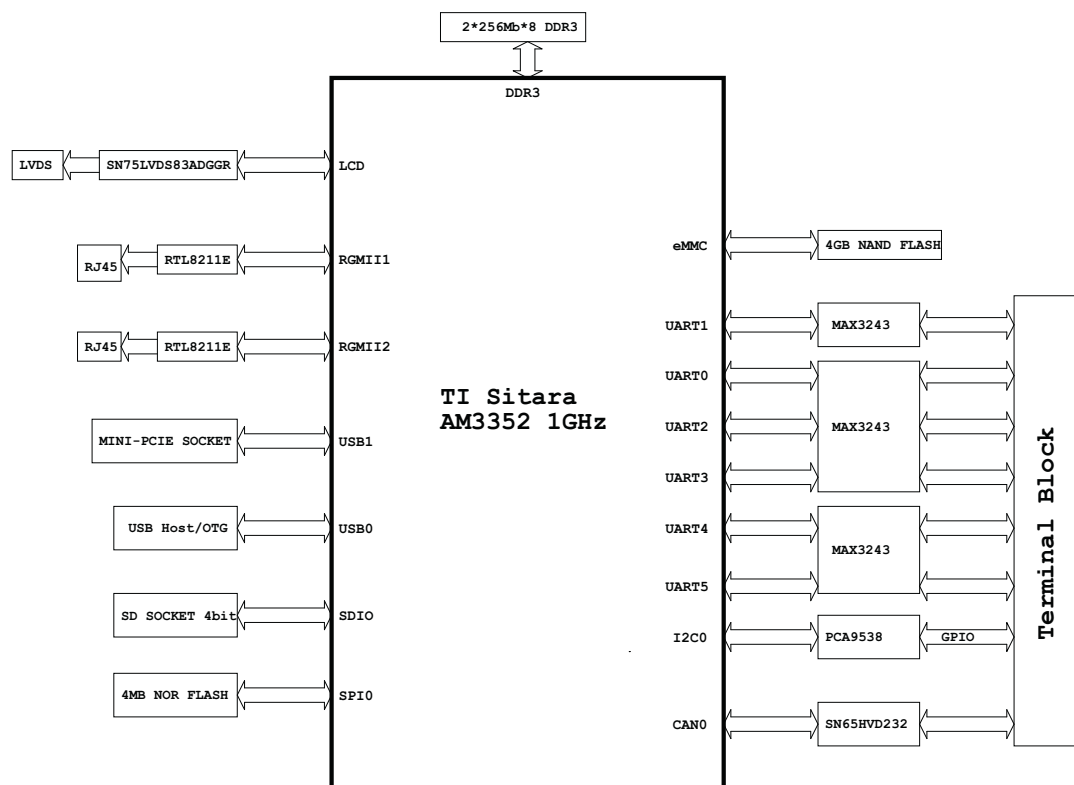 2*256Mb*8 DDR3
DDR3
LVDS
SN75LVDS83ADGGR
LCD
RJ45
RTL8211E
RGMII1
RJ45
RTL8211E
RGMII2
MINI-PCIE SOCKET
USB1
USB Host/OTG
USB0
SD SOCKET 4bit
SDIO
4MB NOR FLASH
SPI0
TI Sitara
AM3352 1GHz
eMMC
4GB NAND FLASH
UART1
MAX3243
UART0
UART2
MAX3243
UART3
UART4
MAX3243
UART5
I2C0
PCA9538
GPIO
CAN0
SN65HVD232
Terminal Block